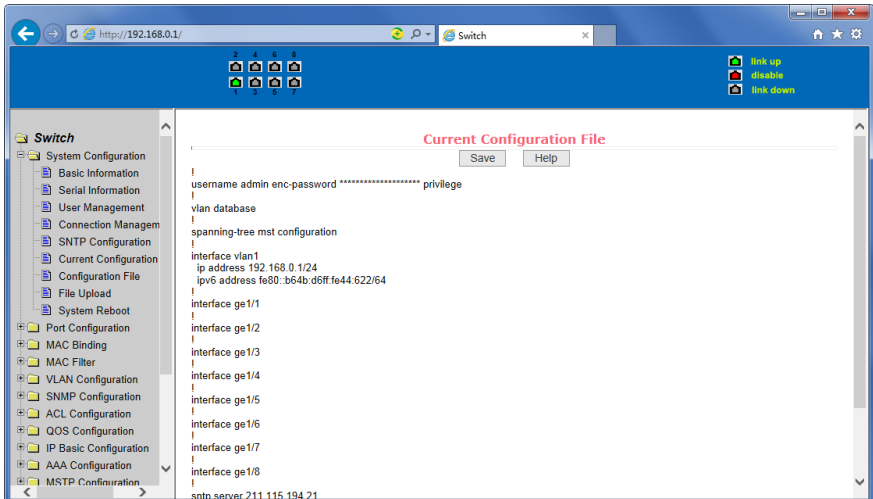 http://192.168.0.1/
Switch
2 4 6 8
1 3 5 7
link up
disable
link down
Switch
System Configuration
Basic Information
Serial Information
User Management
Connection Managem
SNTP Configuration
Current Configuration
Configuration File
File Upload
System Reboot
Port Configuration
MAC Binding
MAC Filter
VLAN Configuration
SNMP Configuration
ACL Configuration
QOS Configuration
IP Basic Configuration
AAA Configuration
MSTP Configuration
Current Configuration File
Save Help
!
username admin enc-password ******************** privilege
!
vlan database
!
spanning-tree mst configuration
!
interface vlan1
ip address 192.168.0.1/24
ipv6 address fe80::b64b:d6ff:fe44:622/64
!
interface ge1/1
!
interface ge1/2
!
interface ge1/3
!
interface ge1/4
!
interface ge1/5
!
interface ge1/6
!
interface ge1/7
!
interface ge1/8
!
sntp server 211.115.194.21